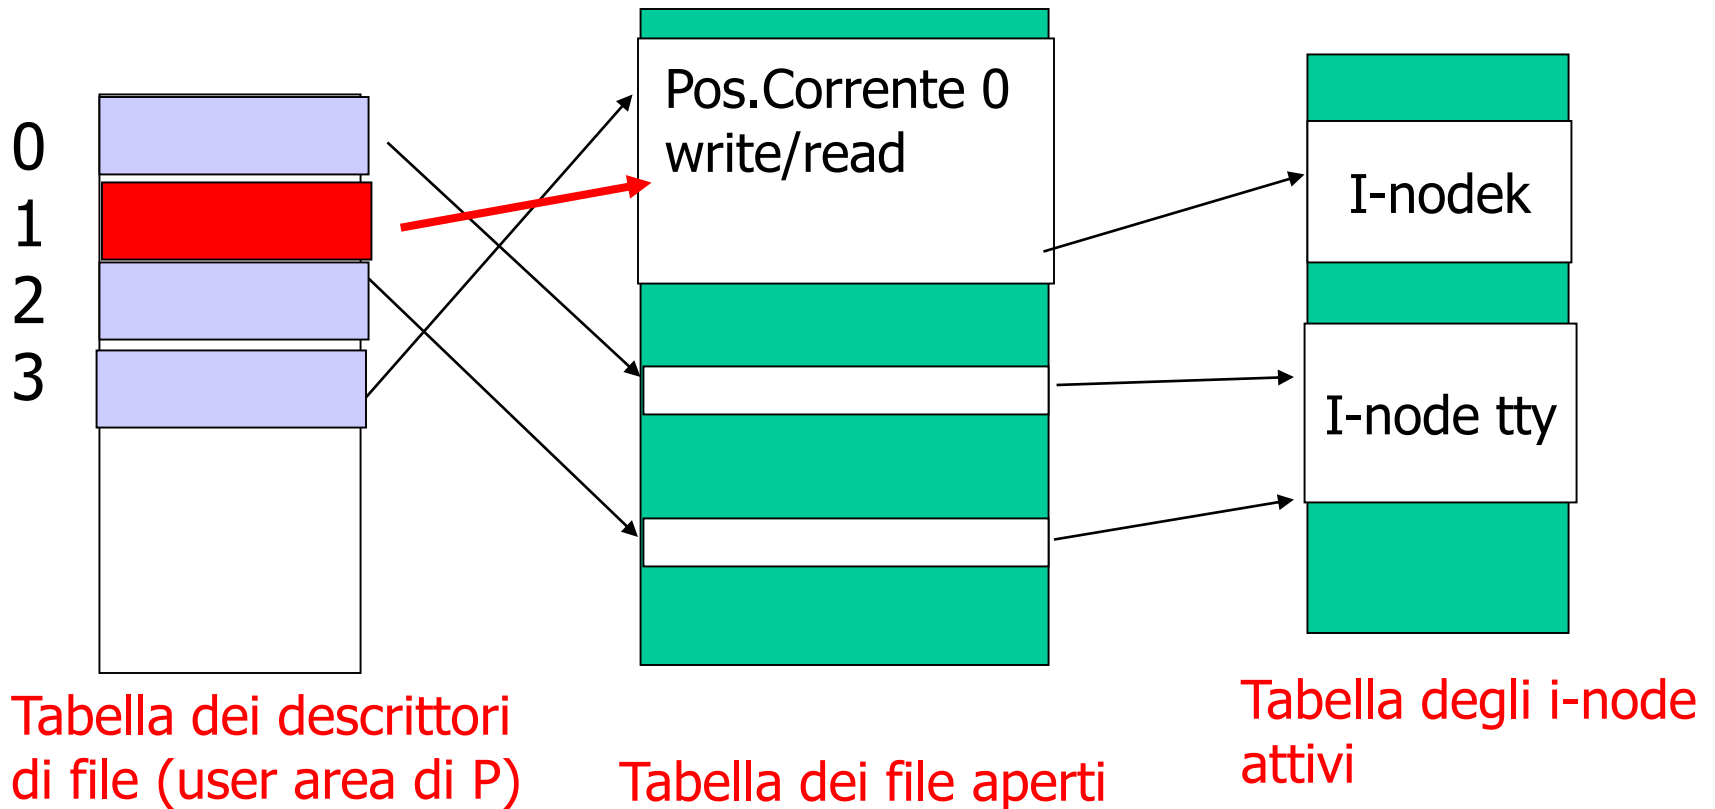 0
1
2
3
Pos.Corrente 0
write/read
I-nodek
I-node tty
Tabella dei descrittori
di file (user area di P)
Tabella dei file aperti
Tabella degli i-node
attivi